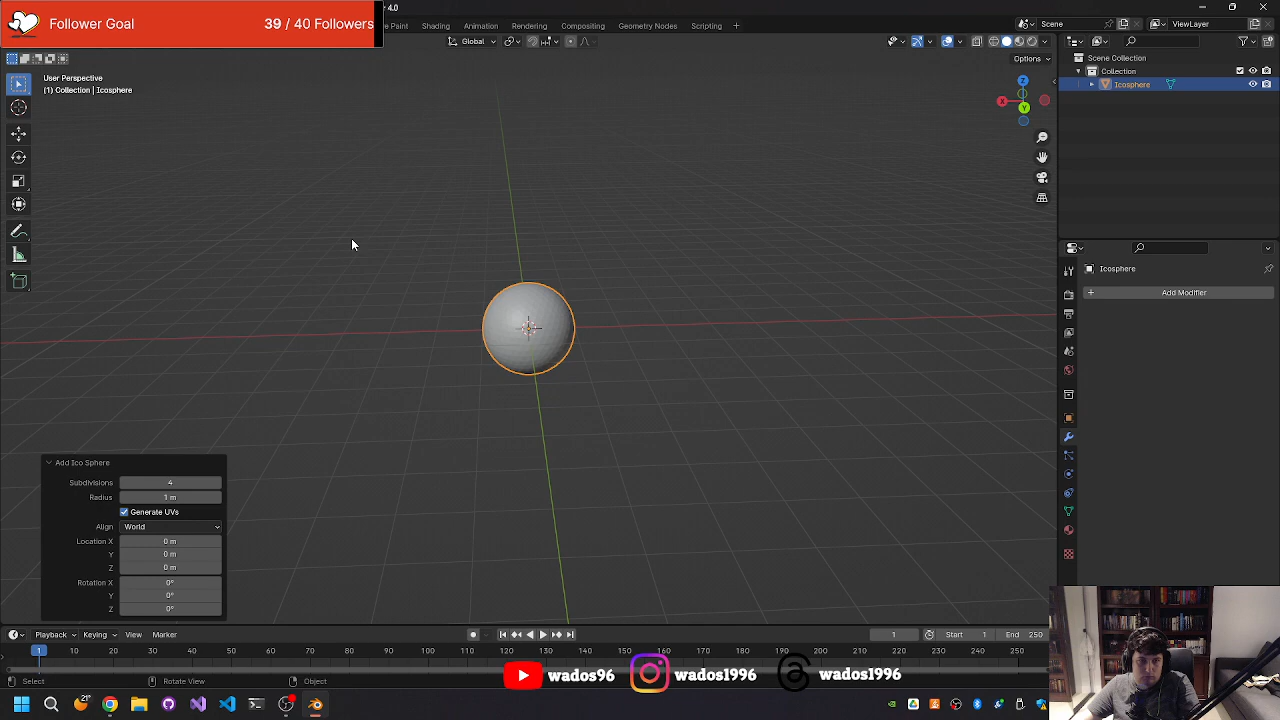 Follower Goal 39 / 40 Followers
4.0
e Paint Shading Animation Rendering Compositing Geometry Nodes Scripting +
Scene
ViewLayer
Global
Options
User Perspective
(1) Collection | Icosphere
Z
X
Y
Scene Collection
Collection
Icosphere
Icosphere
Add Modifier
Add Ico Sphere
Subdivisions 4
Radius 1 m
Generate UVs
Align World
Location X 0 m
Y 0 m
Z 0 m
Rotation X 0°
Y 0°
Z 0°
Playback Keying View Marker
1 Start 1 End 250
1 10 20 30 40 50 60 70 80 90 100 110 120 130 140 150 160 170 180 190 200 210 220 230 240 250
Select Rotate View Object
wados96 wados1996 wados1996